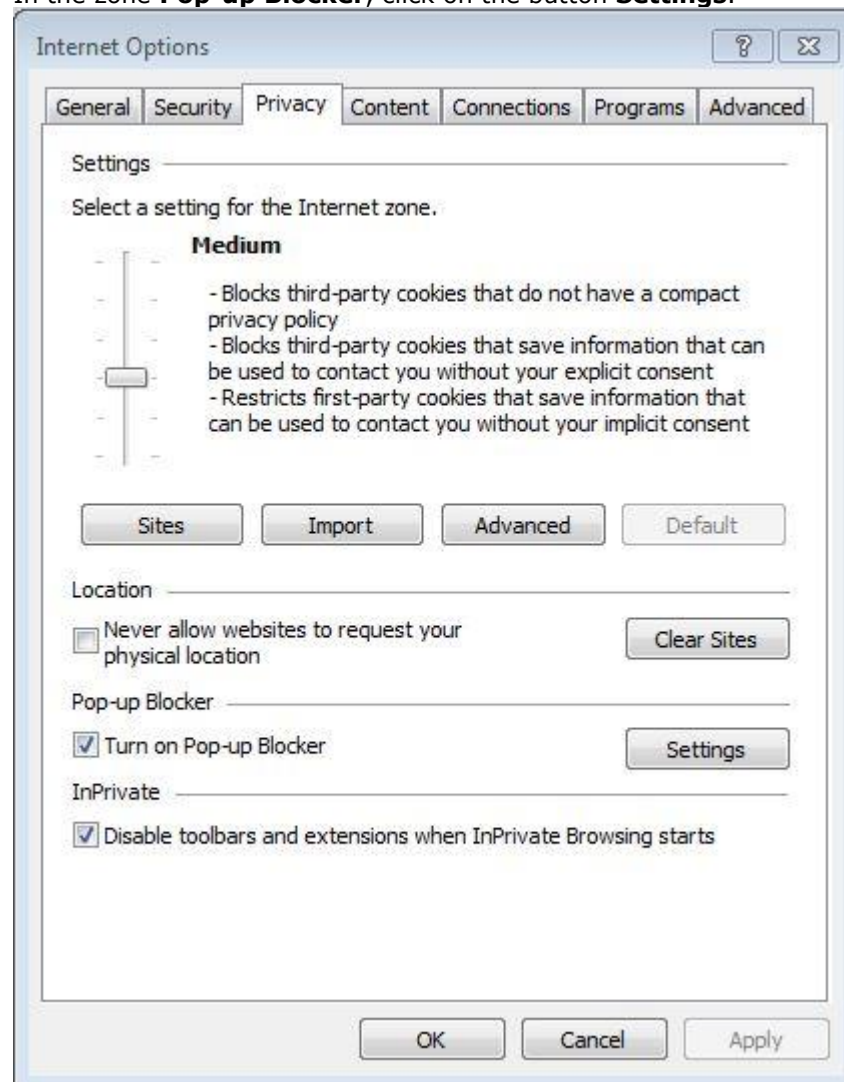 In the zone Pop-up Blocker, click on the button Settings.
Internet Options
General Security Privacy Content Connections Programs Advanced
Settings
Select a setting for the Internet zone.
Medium
- Blocks third-party cookies that do not have a compact
privacy policy
- Blocks third-party cookies that save information that can
be used to contact you without your explicit consent
- Restricts first-party cookies that save information that
can be used to contact you without your implicit consent
Sites Import Advanced Default
Location
Never allow websites to request your
physical location
Clear Sites
Pop-up Blocker
Turn on Pop-up Blocker
Settings
InPrivate
Disable toolbars and extensions when InPrivate Browsing starts
OK Cancel Apply